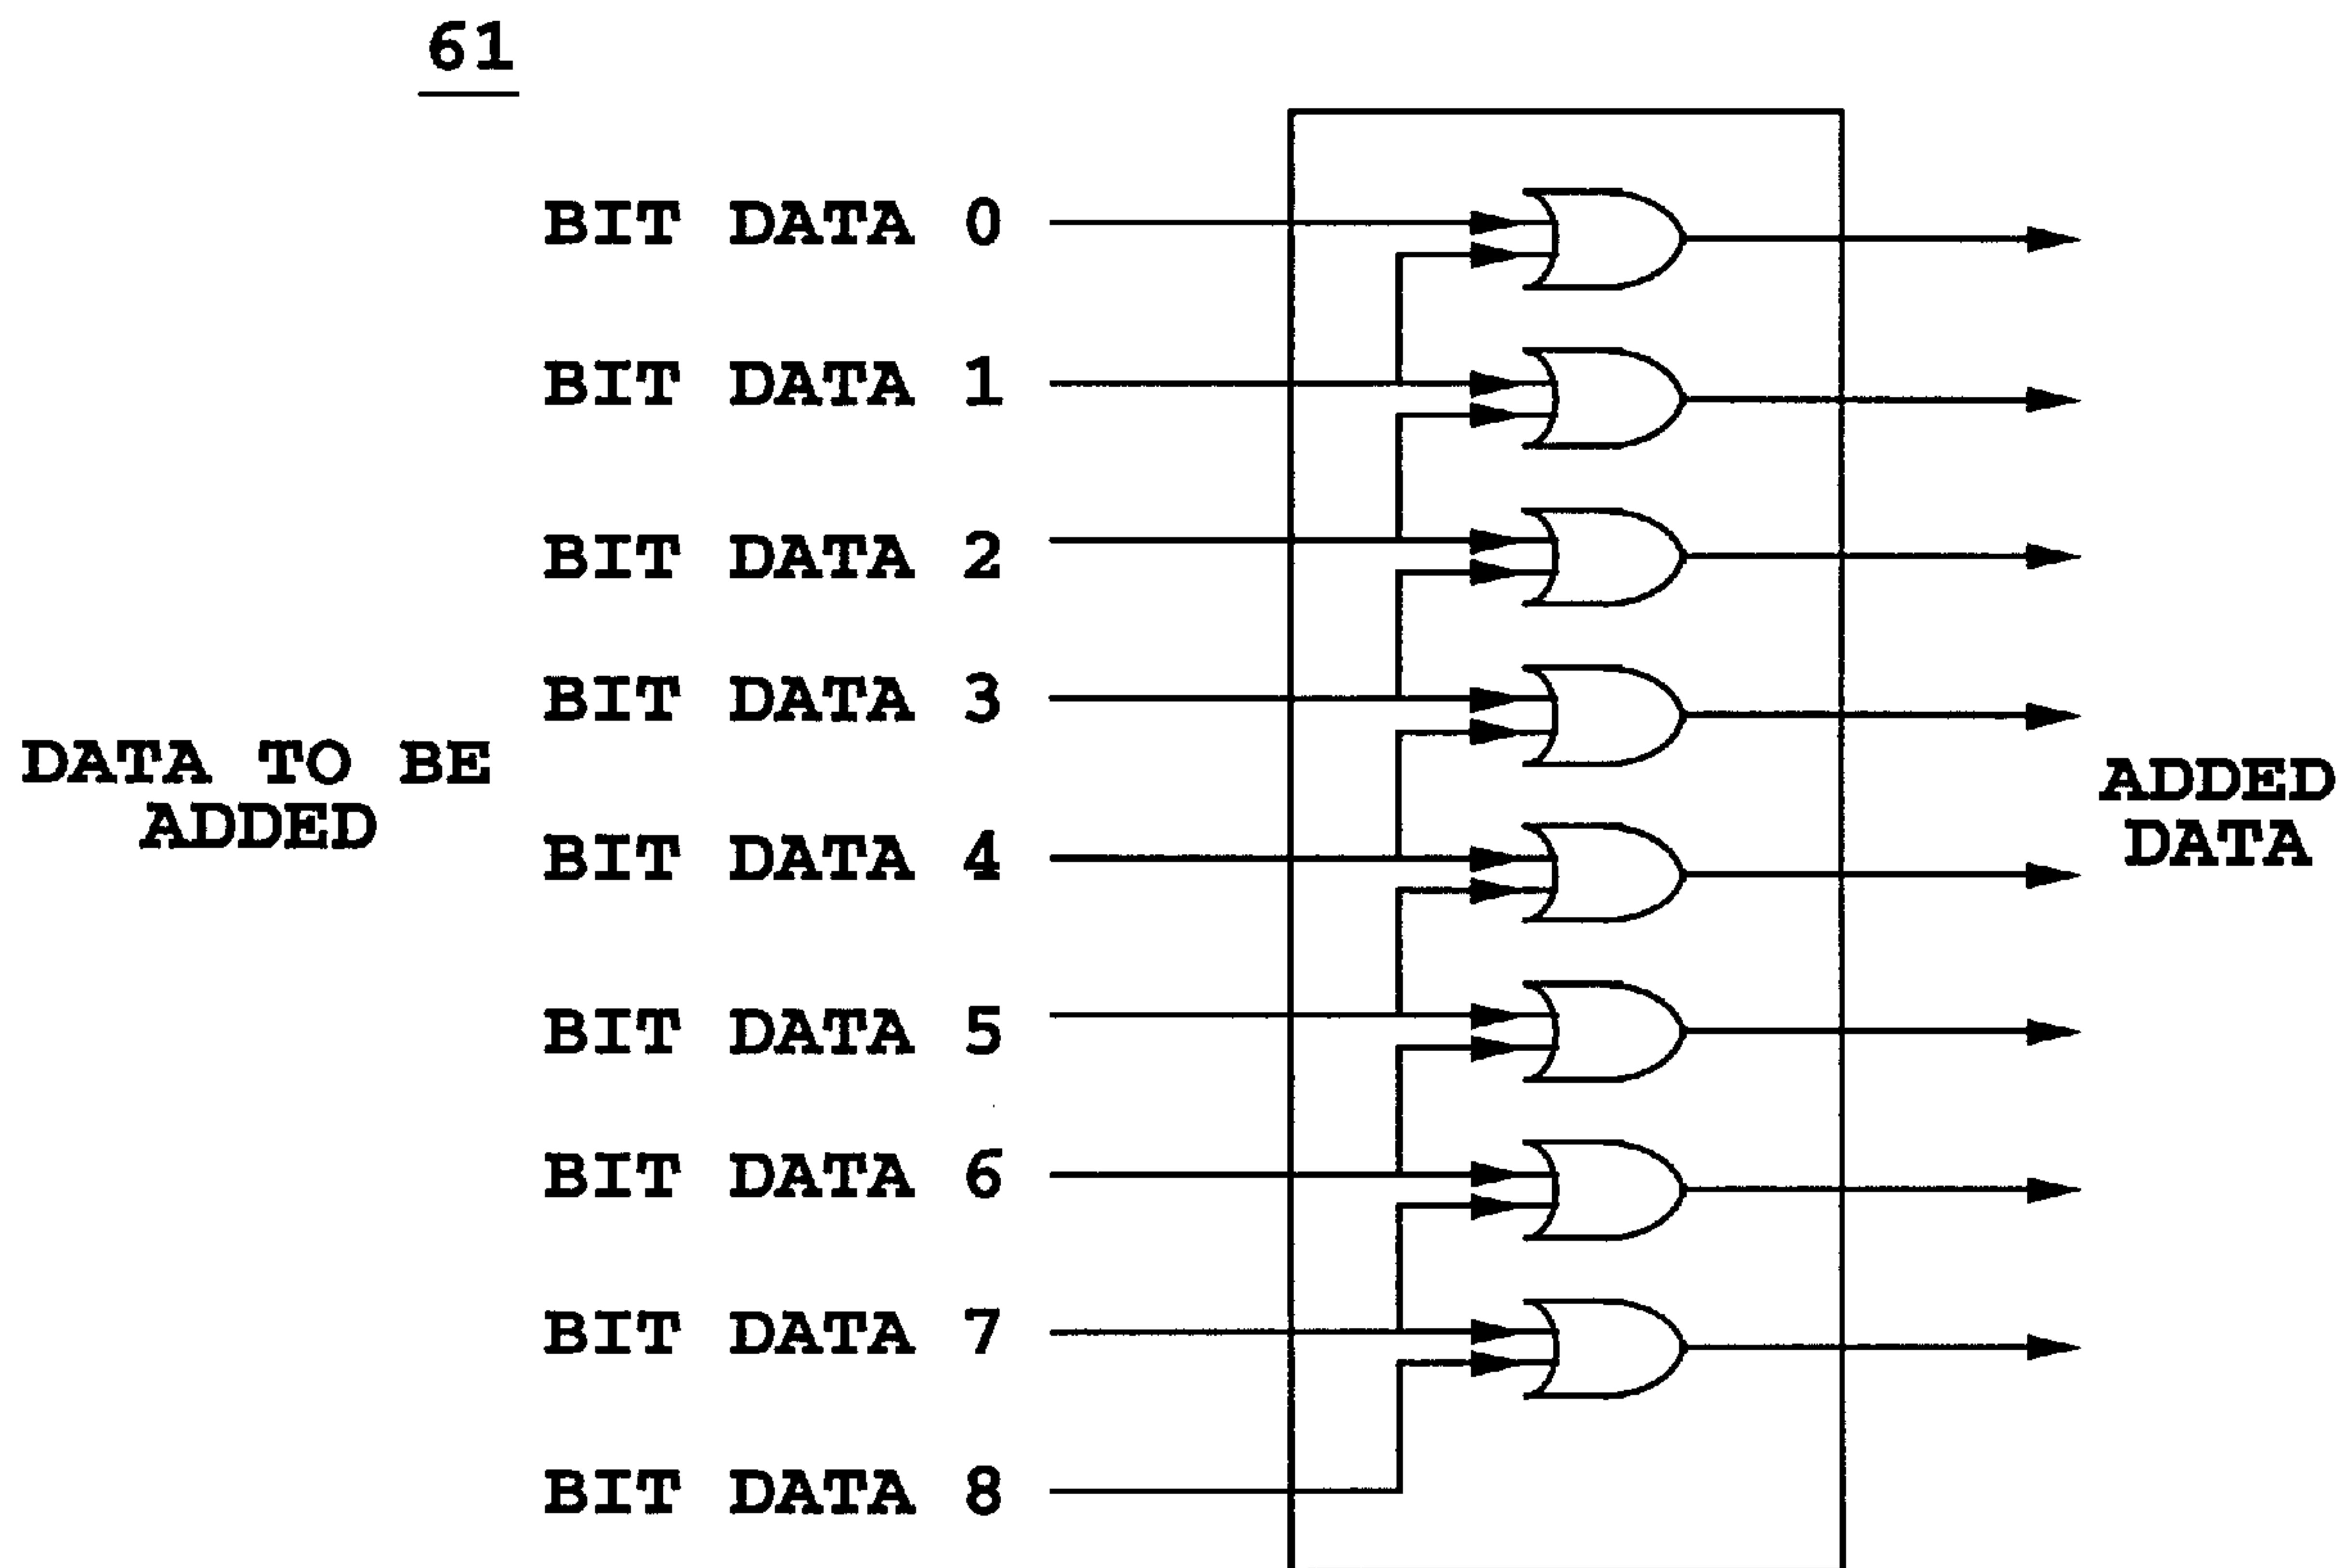 61
BIT DATA 0
BIT DATA 1
BIT DATA 2
BIT DATA 3
DATA TO BE
ADDED
BIT DATA 4
BIT DATA 5
BIT DATA 6
BIT DATA 7
BIT DATA 8
ADDED
DATA